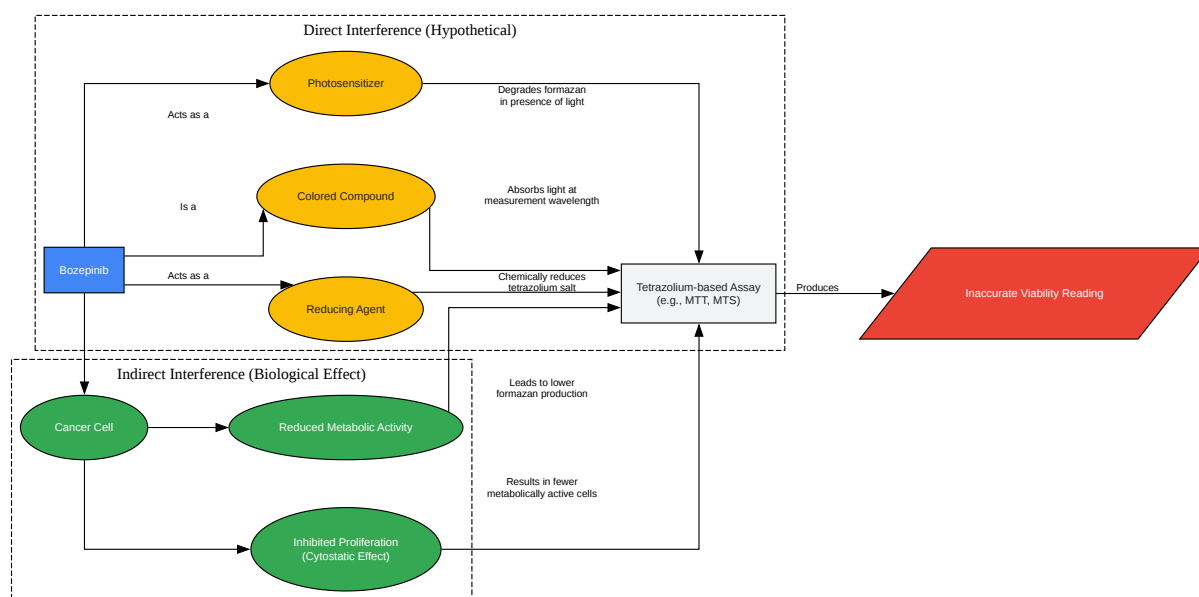 Direct Interference (Hypothetical)
Photosensitizer
Degrades formazan
in presence of light
Acts as a
Colored Compound
Absorbs light at
measurement wavelength
Is a
Bozepinib
Acts as a
Reducing Agent
Chemically reduces
tetrazolium salt
Tetrazolium-based Assay
(e.g., MTT, MTS)
Produces
Inaccurate Viability Reading
Indirect Interference (Biological Effect)
Leads to lower
formazan production
Cancer Cell
Reduced Metabolic Activity
Results in fewer
metabolically active cells
Inhibited Proliferation
(Cytostatic Effect)